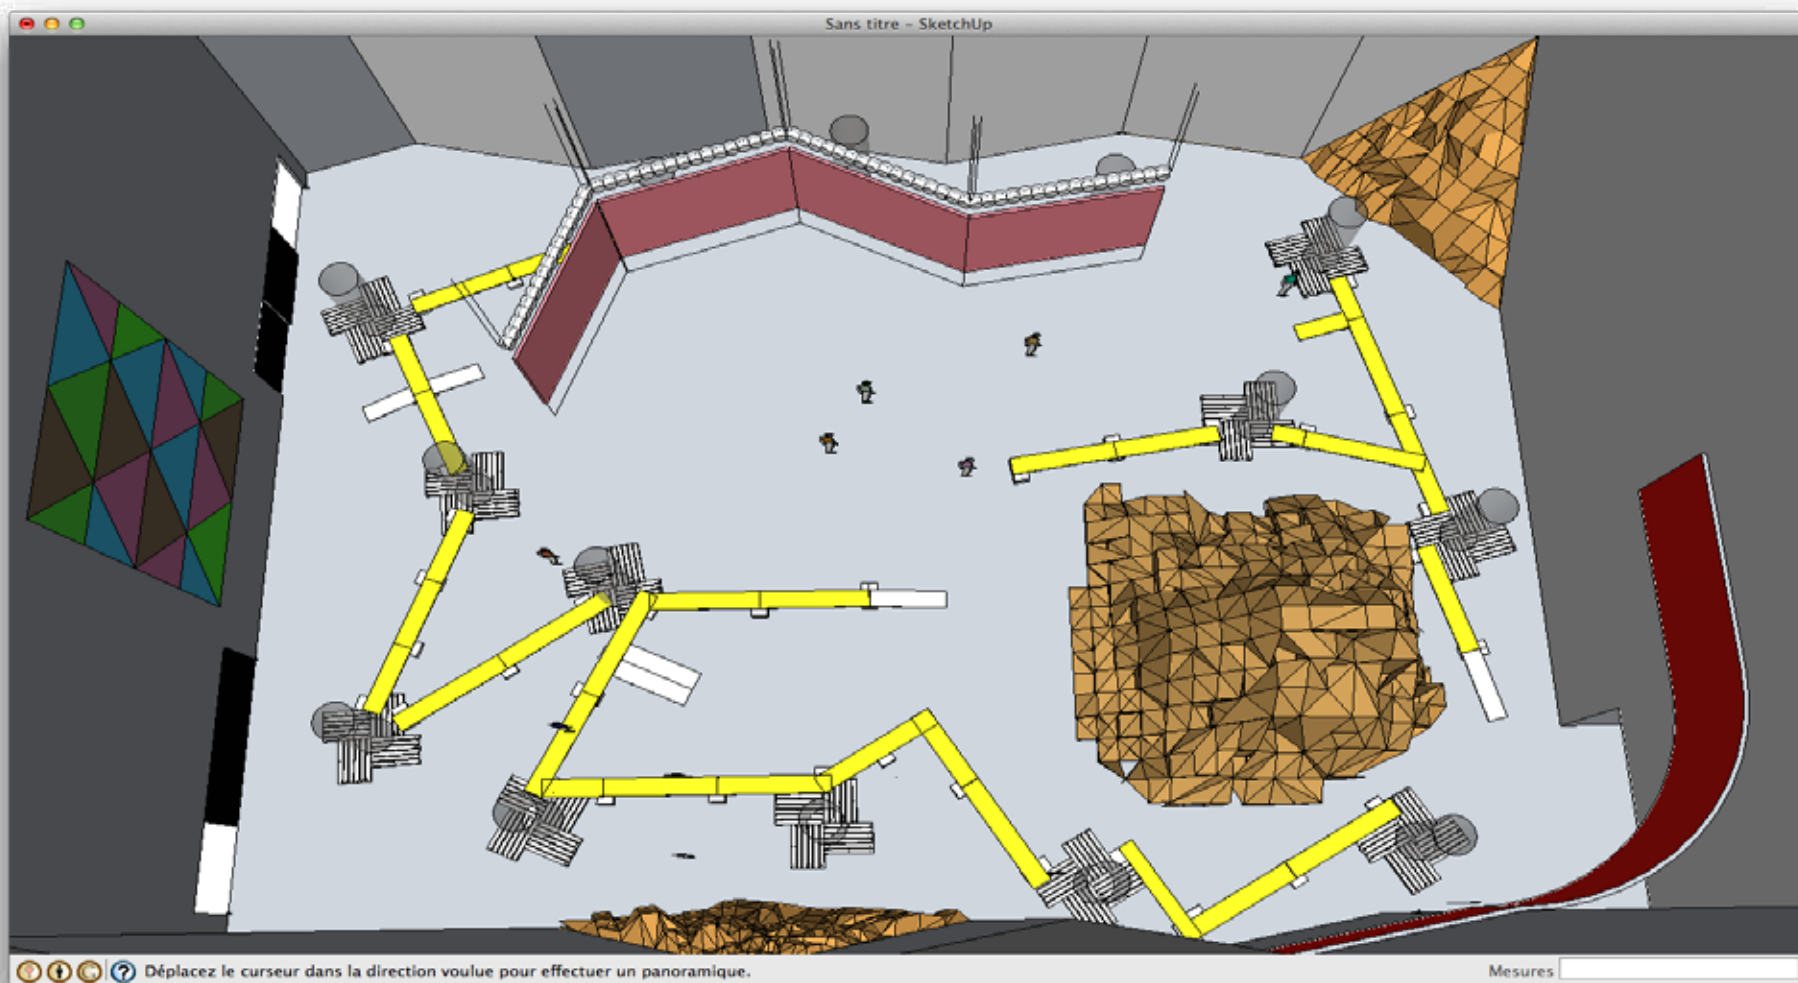 Sans titre – SketchUp
Déplacez le curseur dans la direction voulue pour effectuer un panoramique.
Mesures